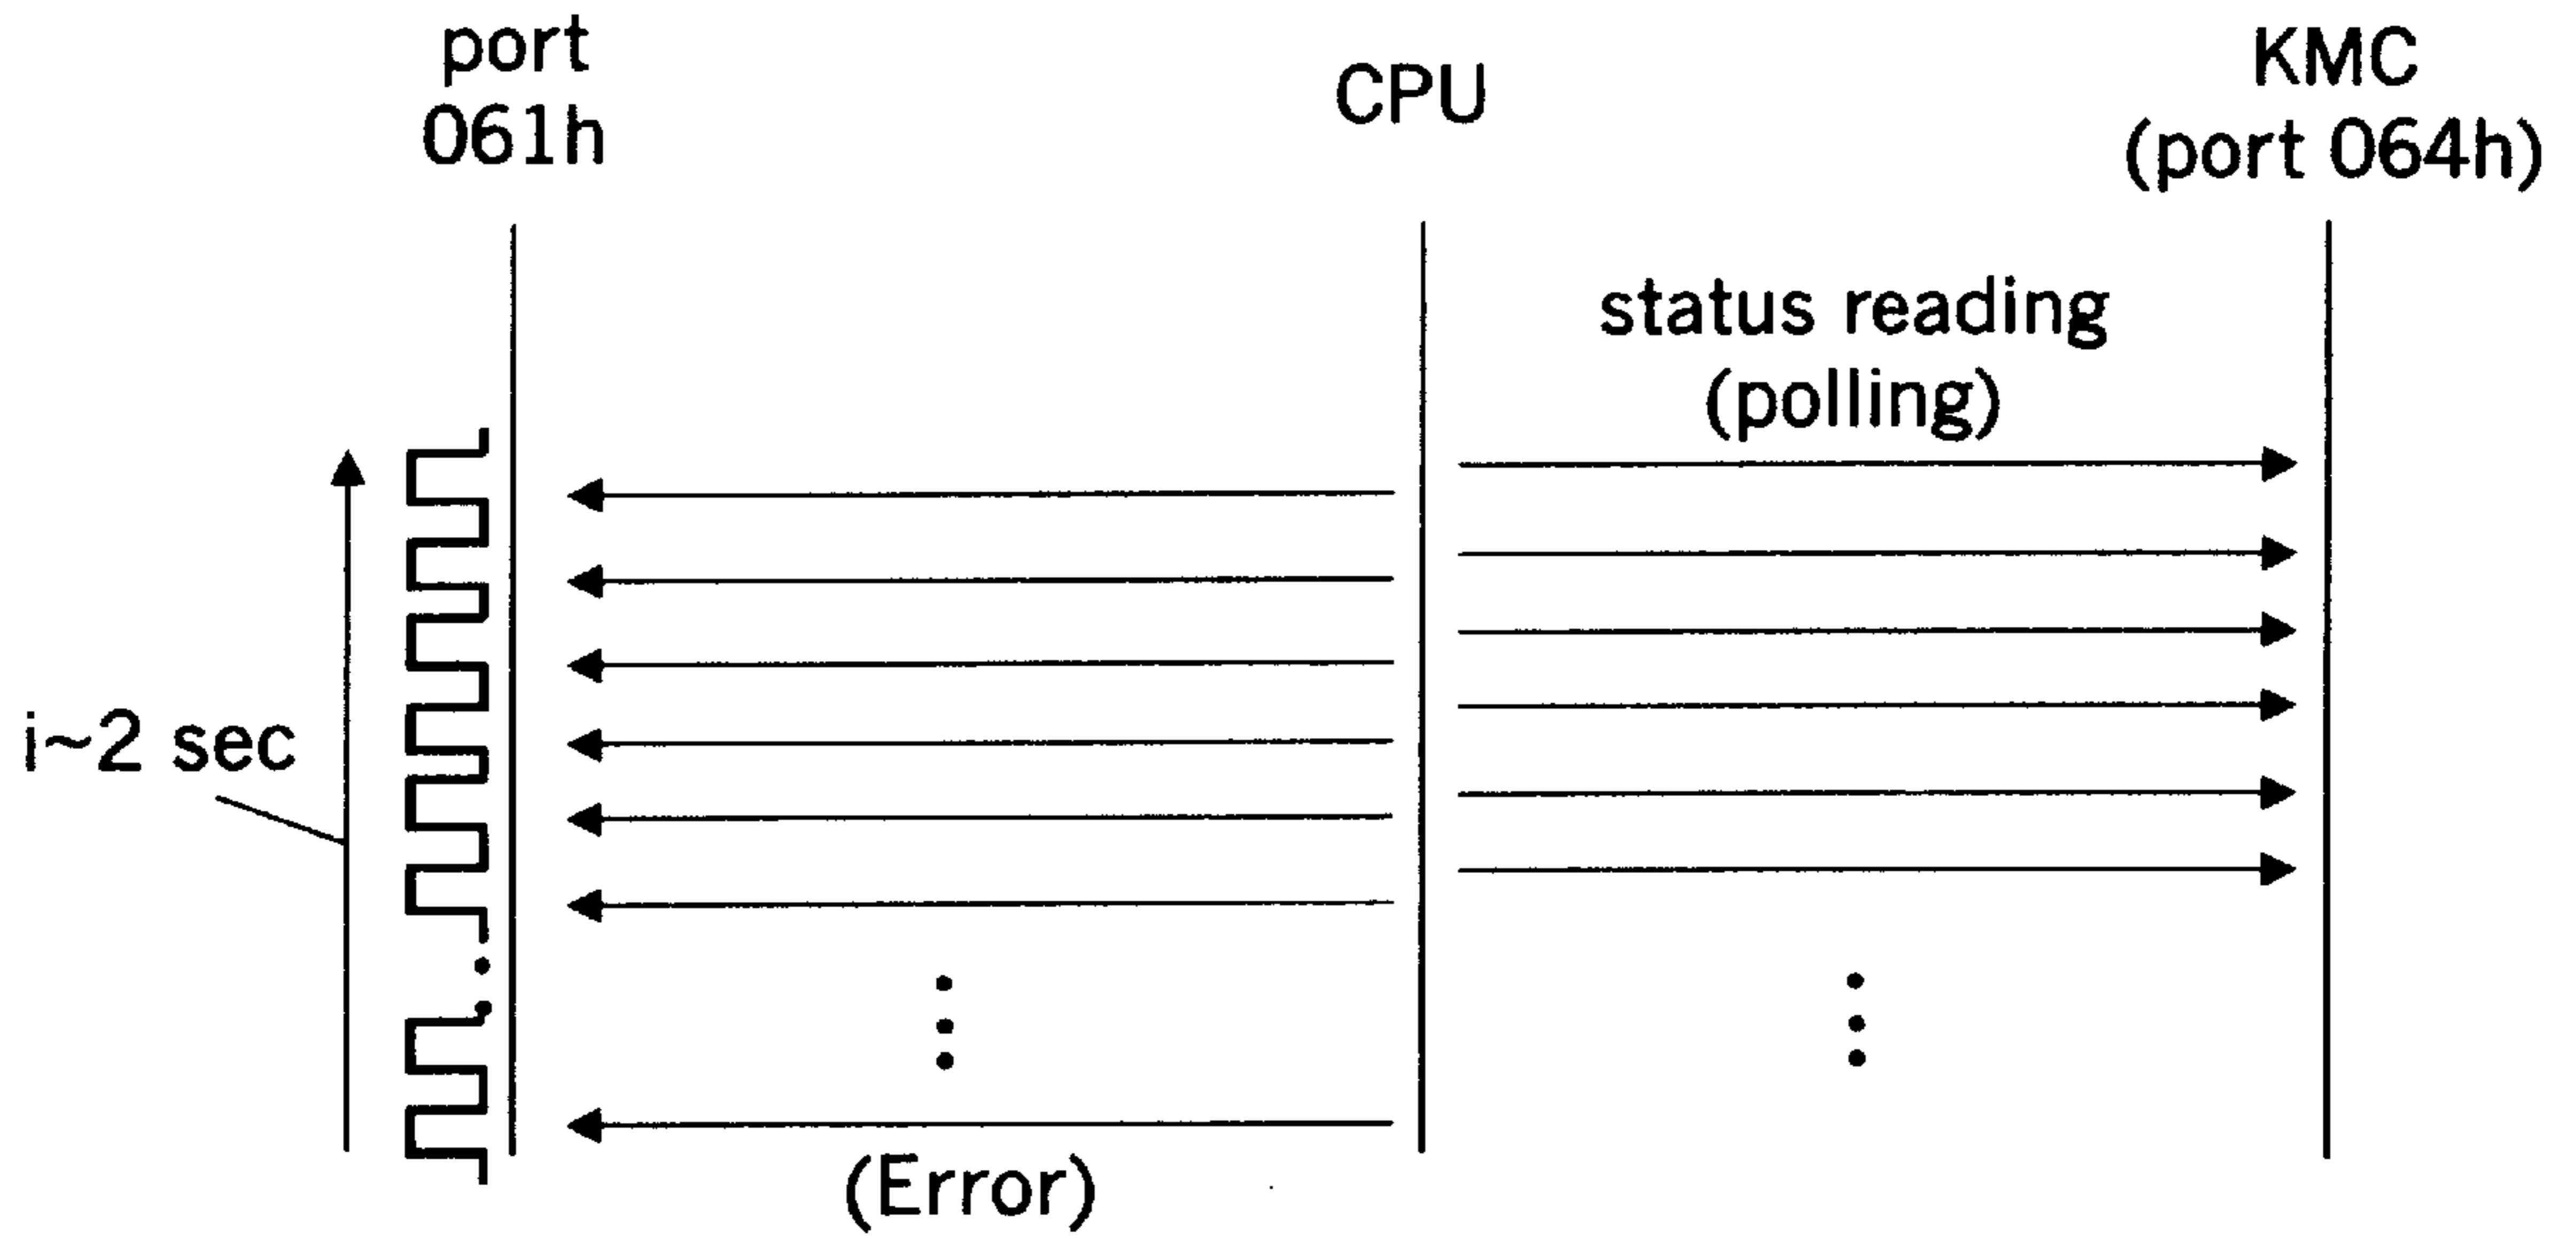 port
061h
CPU
KMC
(port 064h)
status reading
(polling)
i~2 sec
(Error)